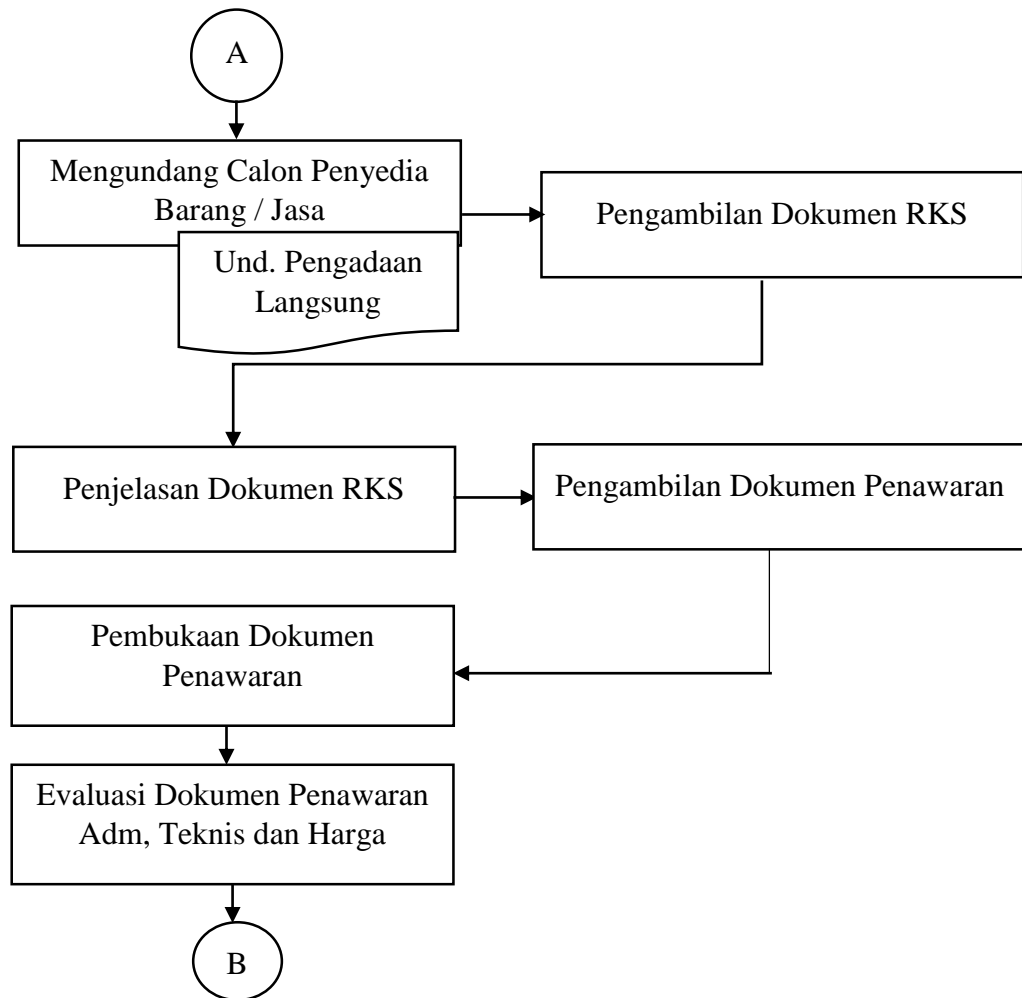 A
Mengundang Calon Penyedia
Barang / Jasa
Pengambilan Dokumen RKS
Und. Pengadaan
Langsung
Penjelasan Dokumen RKS
Pengambilan Dokumen Penawaran
Pembukaan Dokumen
Penawaran
Evaluasi Dokumen Penawaran
Adm, Teknis dan Harga
B